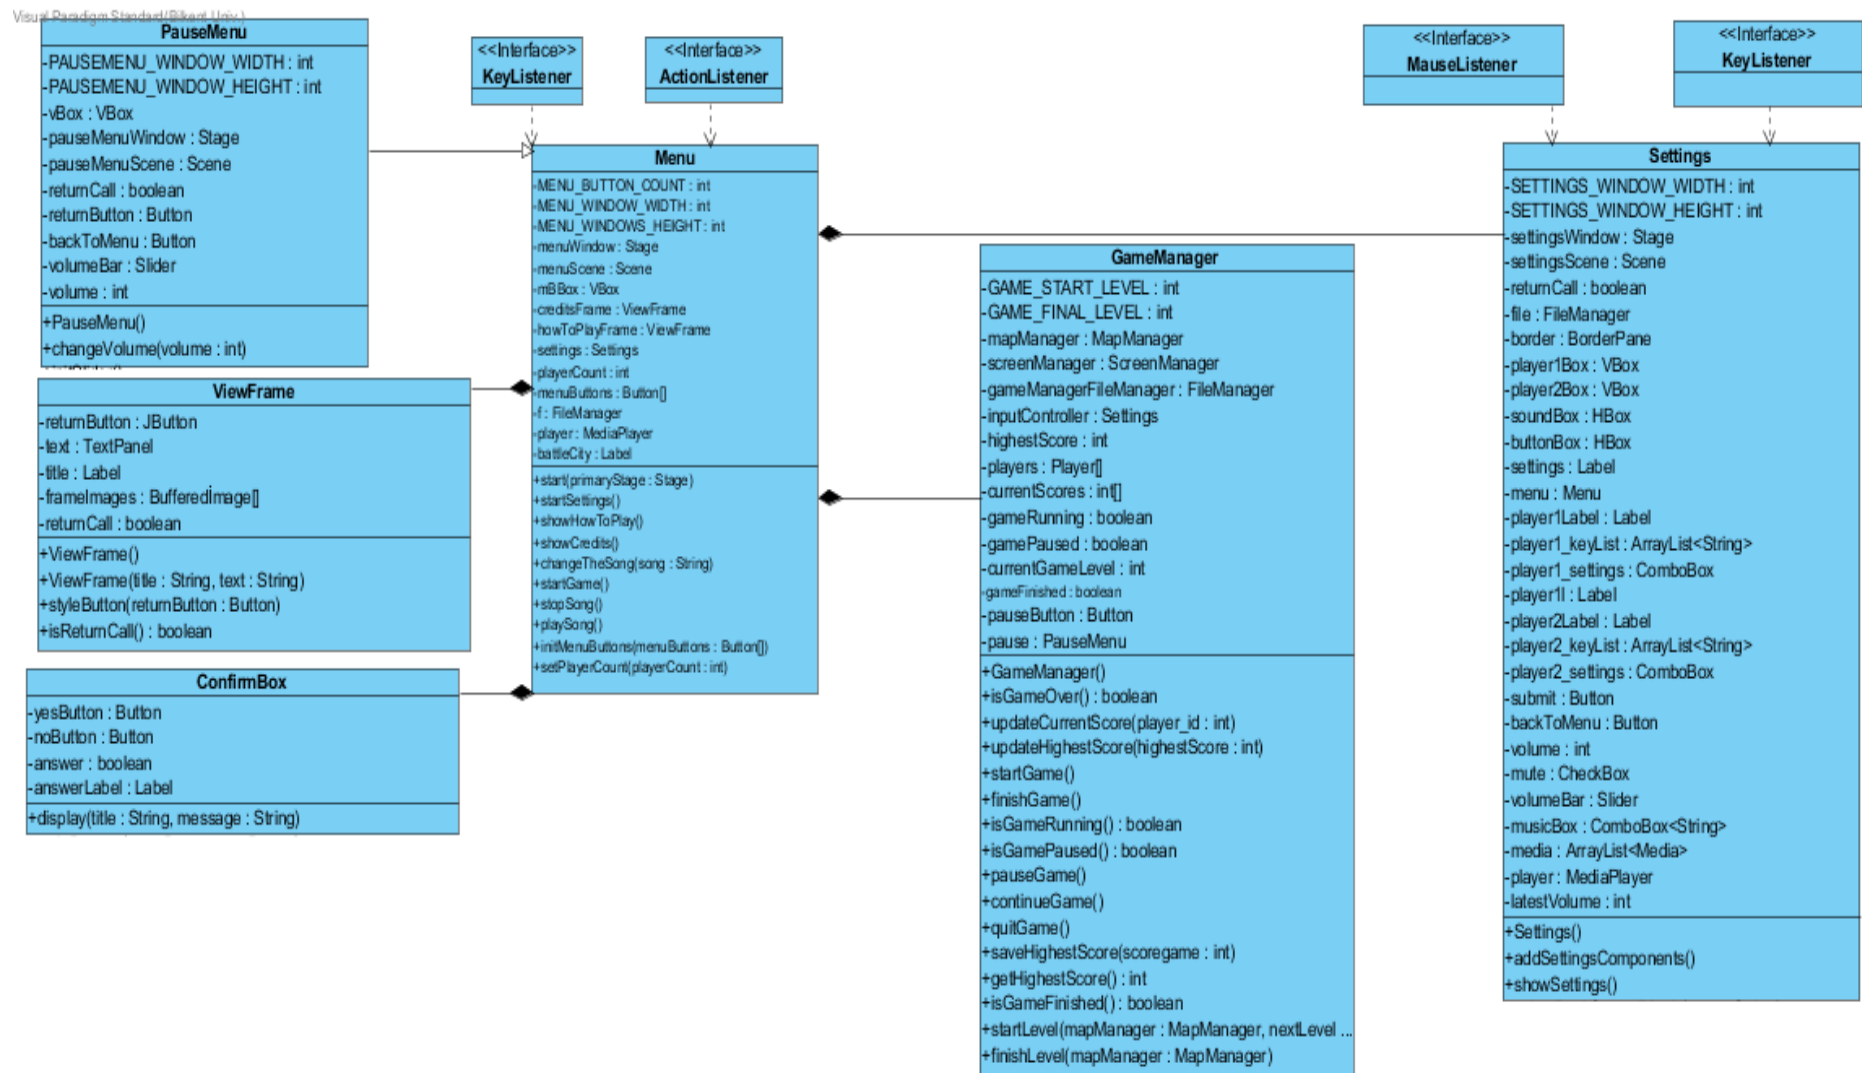 Visual Paradigm Standard(Bilkent Univ.)
PauseMenu
-PAUSEMENU_WINDOW_WIDTH : int
-PAUSEMENU_WINDOW_HEIGHT : int
-vBox : VBox
-pauseMenuWindow : Stage
-pauseMenuScene : Scene
-returnCall : boolean
-returnButton : Button
-backToMenu : Button
-volumeBar : Slider
-volume : int
+PauseMenu()
+changeVolume(volume : int)
ViewFrame
-returnButton : JButton
-text : TextPanel
-title : Label
-frameImages : Bufferedİmage[]
-returnCall : boolean
+ViewFrame()
+ViewFrame(title : String, text : String)
+styleButton(returnButton : Button)
+isReturnCall() : boolean
ConfirmBox
-yesButton : Button
-noButton : Button
-answer : boolean
-answerLabel : Label
+display(title : String, message : String)
<<Interface>>
KeyListener
<<Interface>>
ActionListener
Menu
-MENU_BUTTON_COUNT : int
-MENU_WINDOW_WIDTH : int
-MENU_WINDOWS_HEIGHT : int
-menuWindow : Stage
-menuScene : Scene
-mBBox : VBox
-creditsFrame : ViewFrame
-howToPlayFrame : ViewFrame
-settings : Settings
-playerCount : int
-menuButtons : Button[]
-f : FileManager
-player : MediaPlayer
-battleCity : Label
+start(primaryStage : Stage)
+startSettings()
+showHowToPlay()
+showCredits()
+changeTheSong(song : String)
+startGame()
+stopSong()
+playSong()
+initMenuButtons(menuButtons : Button[])
+setPlayerCount(playerCount : int)
GameManager
-GAME_START_LEVEL : int
-GAME_FINAL_LEVEL : int
-mapManager : MapManager
-screenManager : ScreenManager
-gameManagerFileManager : FileManager
-inputController : Settings
-highestScore : int
-players : Player[]
-currentScores : int[]
-gameRunning : boolean
-gamePaused : boolean
-currentGameLevel : int
-gameFinished : boolean
-pauseButton : Button
-pause : PauseMenu
+GameManager()
+isGameOver() : boolean
+updateCurrentScore(player_id : int)
+updateHighestScore(highestScore : int)
+startGame()
+finishGame()
+isGameRunning() : boolean
+isGamePaused() : boolean
+pauseGame()
+continueGame()
+quitGame()
+saveHighestScore(scoregame : int)
+getHighestScore() : int
+isGameFinished() : boolean
+startLevel(mapManager : MapManager, nextLevel ...
+finishLevel(mapManager : MapManager)
<<Interface>>
MauseListener
<<Interface>>
KeyListener
Settings
-SETTINGS_WINDOW_WIDTH : int
-SETTINGS_WINDOW_HEIGHT : int
-settingsWindow : Stage
-settingsScene : Scene
-returnCall : boolean
-file : FileManager
-border : BorderPane
-player1Box : VBox
-player2Box : VBox
-soundBox : HBox
-buttonBox : HBox
-settings : Label
-menu : Menu
-player1Label : Label
-player1_keyList : ArrayList<String>
-player1_settings : ComboBox
-player1l : Label
-player2Label : Label
-player2_keyList : ArrayList<String>
-player2_settings : ComboBox
-submit : Button
-backToMenu : Button
-volume : int
-mute : CheckBox
-volumeBar : Slider
-musicBox : ComboBox<String>
-media : ArrayList<Media>
-player : MediaPlayer
-latestVolume : int
+Settings()
+addSettingsComponents()
+showSettings()